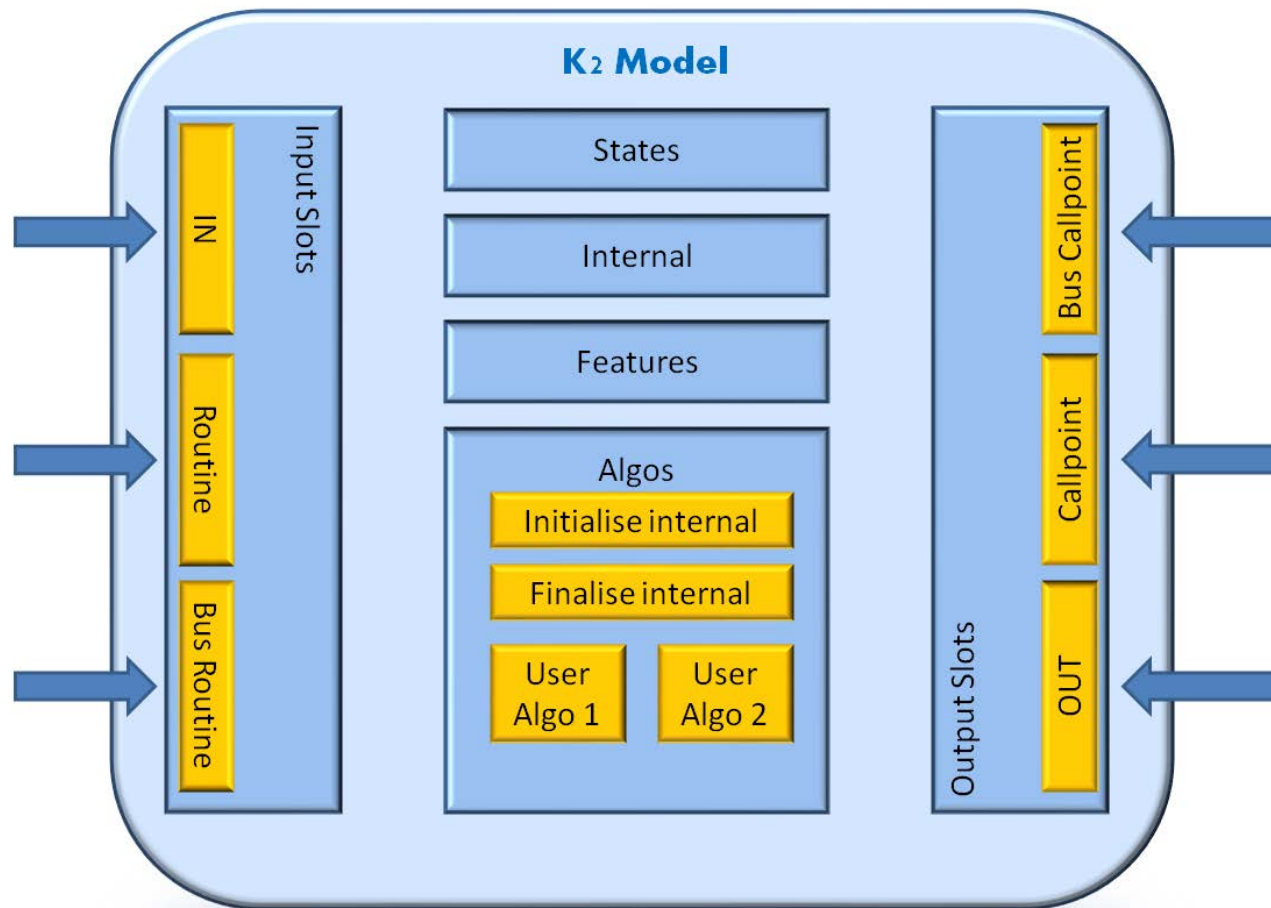 K2 Model
Input Slots
IN
Routine
Bus Routine
States
Internal
Features
Algos
Initialise internal
Finalise internal
User
Algo 1
User
Algo 2
Output Slots
Bus Callpoint
Callpoint
OUT